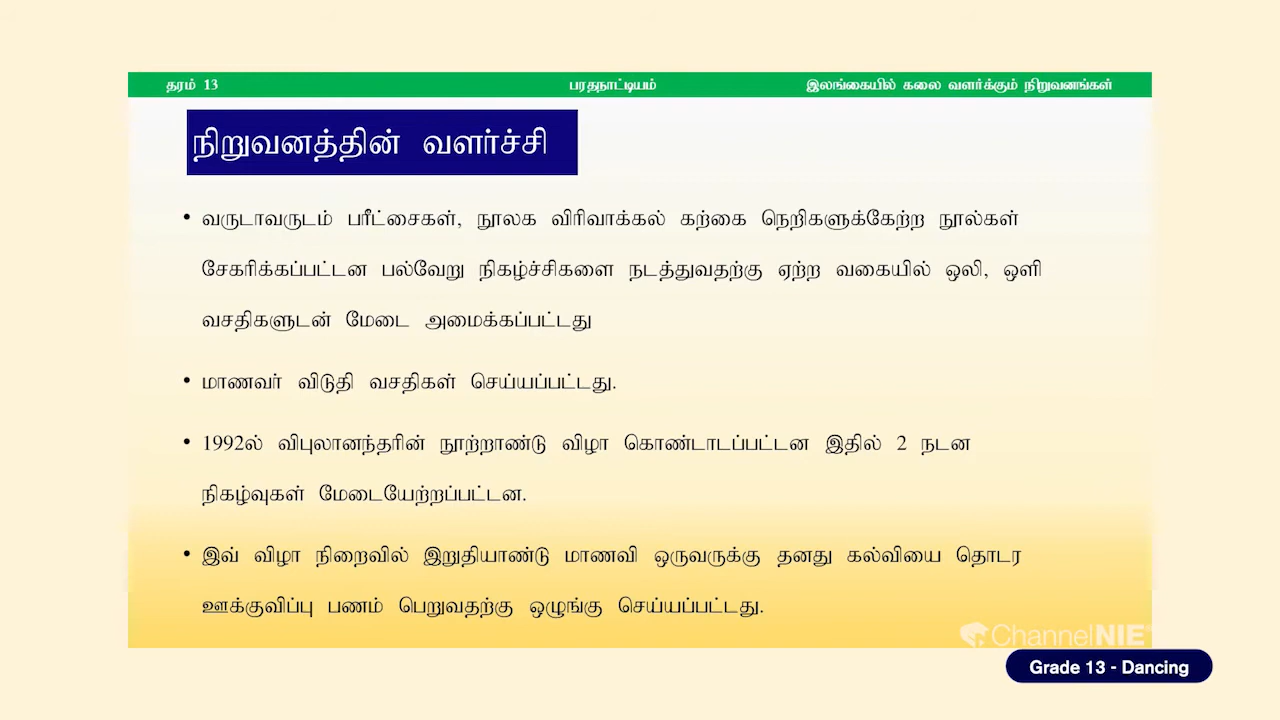 தரம் 13 பரதநாட்டியம் இலங்கையில் கலை வளர்க்கும் நிறுவனங்கள்
நிறுவனத்தின் வளர்ச்சி
• வருடாவருடம் பரீட்சைகள், நூலக விரிவாக்கல் கற்கை நெறிகளுக்கேற்ற நூல்கள்
சேகரிக்கப்பட்டன பல்வேறு நிகழ்ச்சிகளை நடத்துவதற்கு ஏற்ற வகையில் ஒலி, ஒளி
வசதிகளுடன் மேடை அமைக்கப்பட்டது
• மாணவர் விடுதி வசதிகள் செய்யப்பட்டது.
• 1992ல் விபுலானந்தரின் நூற்றாண்டு விழா கொண்டாடப்பட்டன இதில் 2 நடன
நிகழ்வுகள் மேடையேற்றப்பட்டன.
• இவ் விழா நிறைவில் இறுதியாண்டு மாணவி ஒருவருக்கு தனது கல்வியை தொடர
ஊக்குவிப்பு பணம் பெறுவதற்கு ஒழுங்கு செய்யப்பட்டது.
ChannelNIE
Grade 13 - Dancing